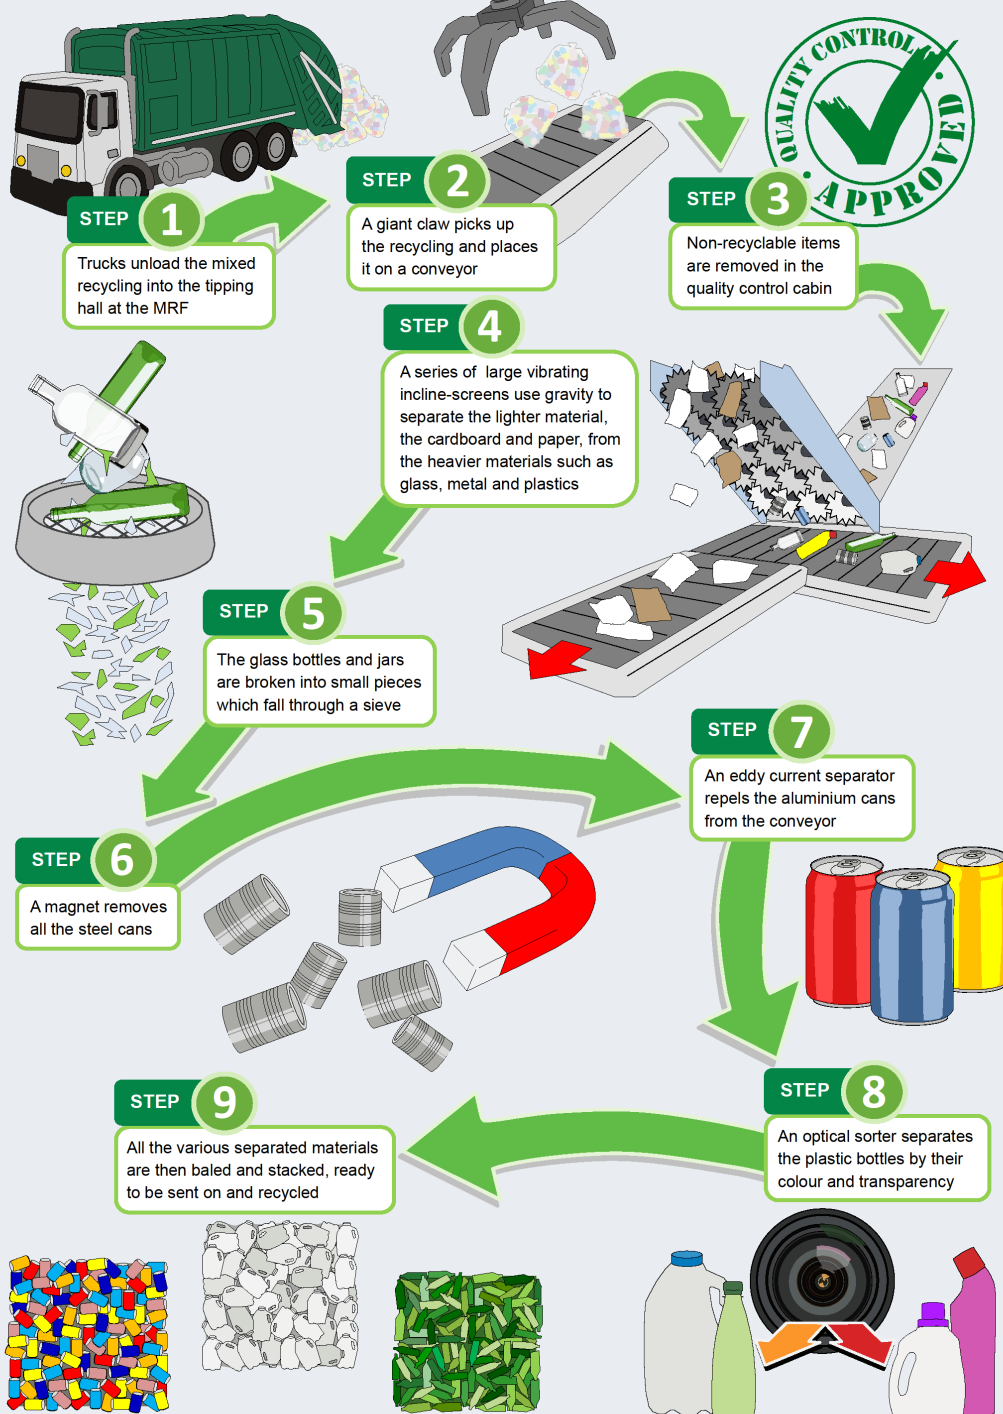 QUALITY CONTROL
APPROVED
STEP 1
Trucks unload the mixed
recycling into the tipping
hall at the MRF
STEP 2
A giant claw picks up
the recycling and places
it on a conveyor
STEP 3
Non-recyclable items
are removed in the
quality control cabin
STEP 4
A series of large vibrating
incline-screens use gravity to
separate the lighter material,
the cardboard and paper, from
the heavier materials such as
glass, metal and plastics
STEP 5
The glass bottles and jars
are broken into small pieces
which fall through a sieve
STEP 6
A magnet removes
all the steel cans
STEP 7
An eddy current separator
repels the aluminium cans
from the conveyor
STEP 8
An optical sorter separates
the plastic bottles by their
colour and transparency
STEP 9
All the various separated materials
are then baled and stacked, ready
to be sent on and recycled